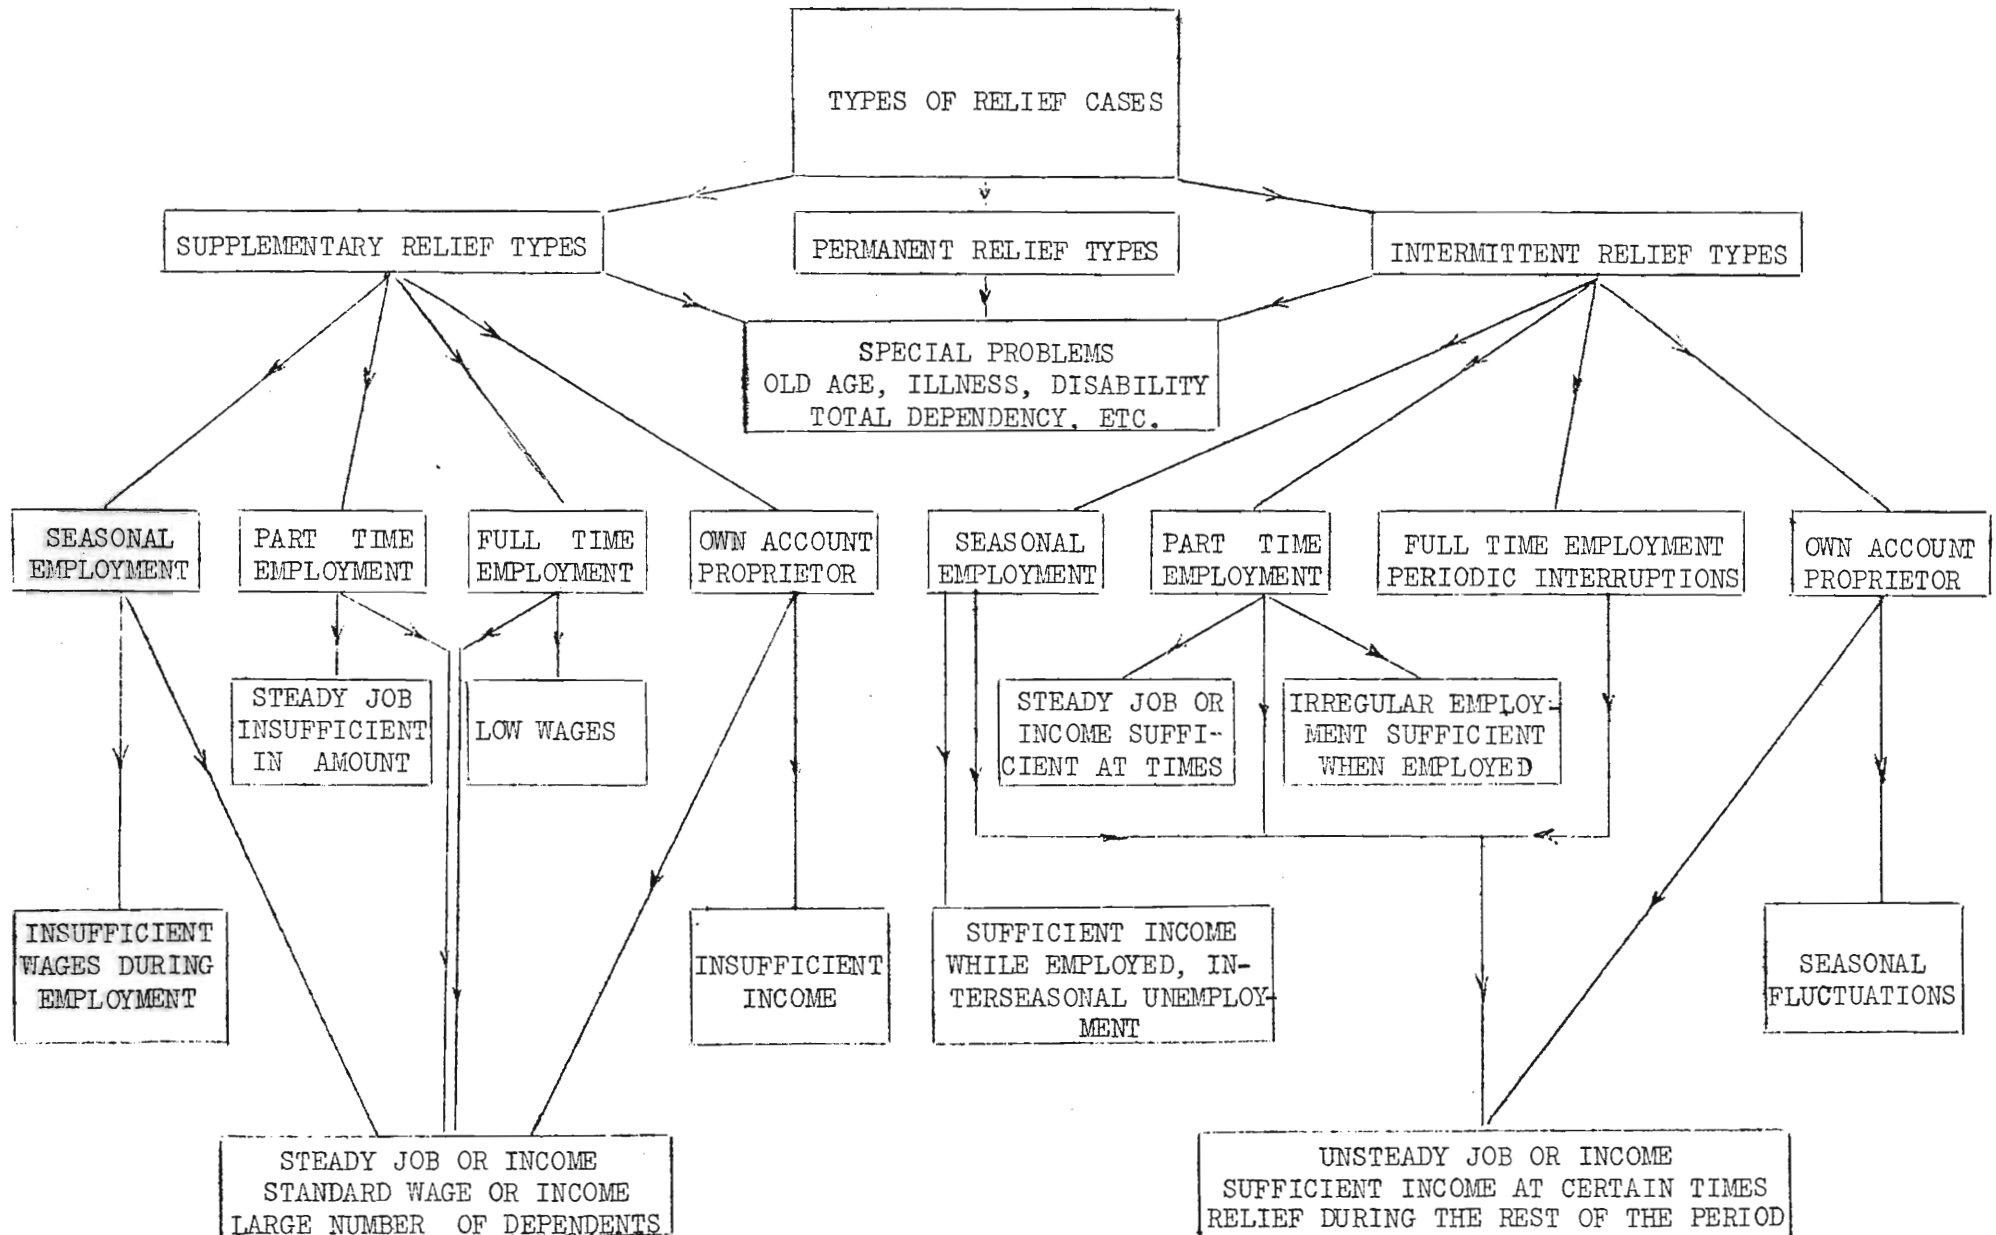 TYPES OF RELIEF CASES
SUPPLEMENTARY RELIEF TYPES
PERMANENT RELIEF TYPES
INTERMITTENT RELIEF TYPES
SPECIAL PROBLEMS
OLD AGE, ILLNESS, DISABILITY
TOTAL DEPENDENCY, ETC.
SEASONAL
EMPLOYMENT
PART TIME
EMPLOYMENT
FULL TIME
EMPLOYMENT
OWN ACCOUNT
PROPRIETOR
SEASONAL
EMPLOYMENT
PART TIME
EMPLOYMENT
FULL TIME EMPLOYMENT
PERIODIC INTERRUPTIONS
OWN ACCOUNT
PROPRIETOR
STEADY JOB
INSUFFICIENT
IN AMOUNT
LOW WAGES
STEADY JOB OR
INCOME SUFFI-
CIENT AT TIMES
IRREGULAR EMPLOY-
MENT SUFFICIENT
WHEN EMPLOYED
INSUFFICIENT
WAGES DURING
EMPLOYMENT
INSUFFICIENT
INCOME
SUFFICIENT INCOME
WHILE EMPLOYED, IN-
TERSEASONAL UNEMPLOY-
MENT
SEASONAL
FLUCTUATIONS
STEADY JOB OR INCOME
STANDARD WAGE OR INCOME
LARGE NUMBER OF DEPENDENTS
UNSTEADY JOB OR INCOME
SUFFICIENT INCOME AT CERTAIN TIMES
RELIEF DURING THE REST OF THE PERIOD